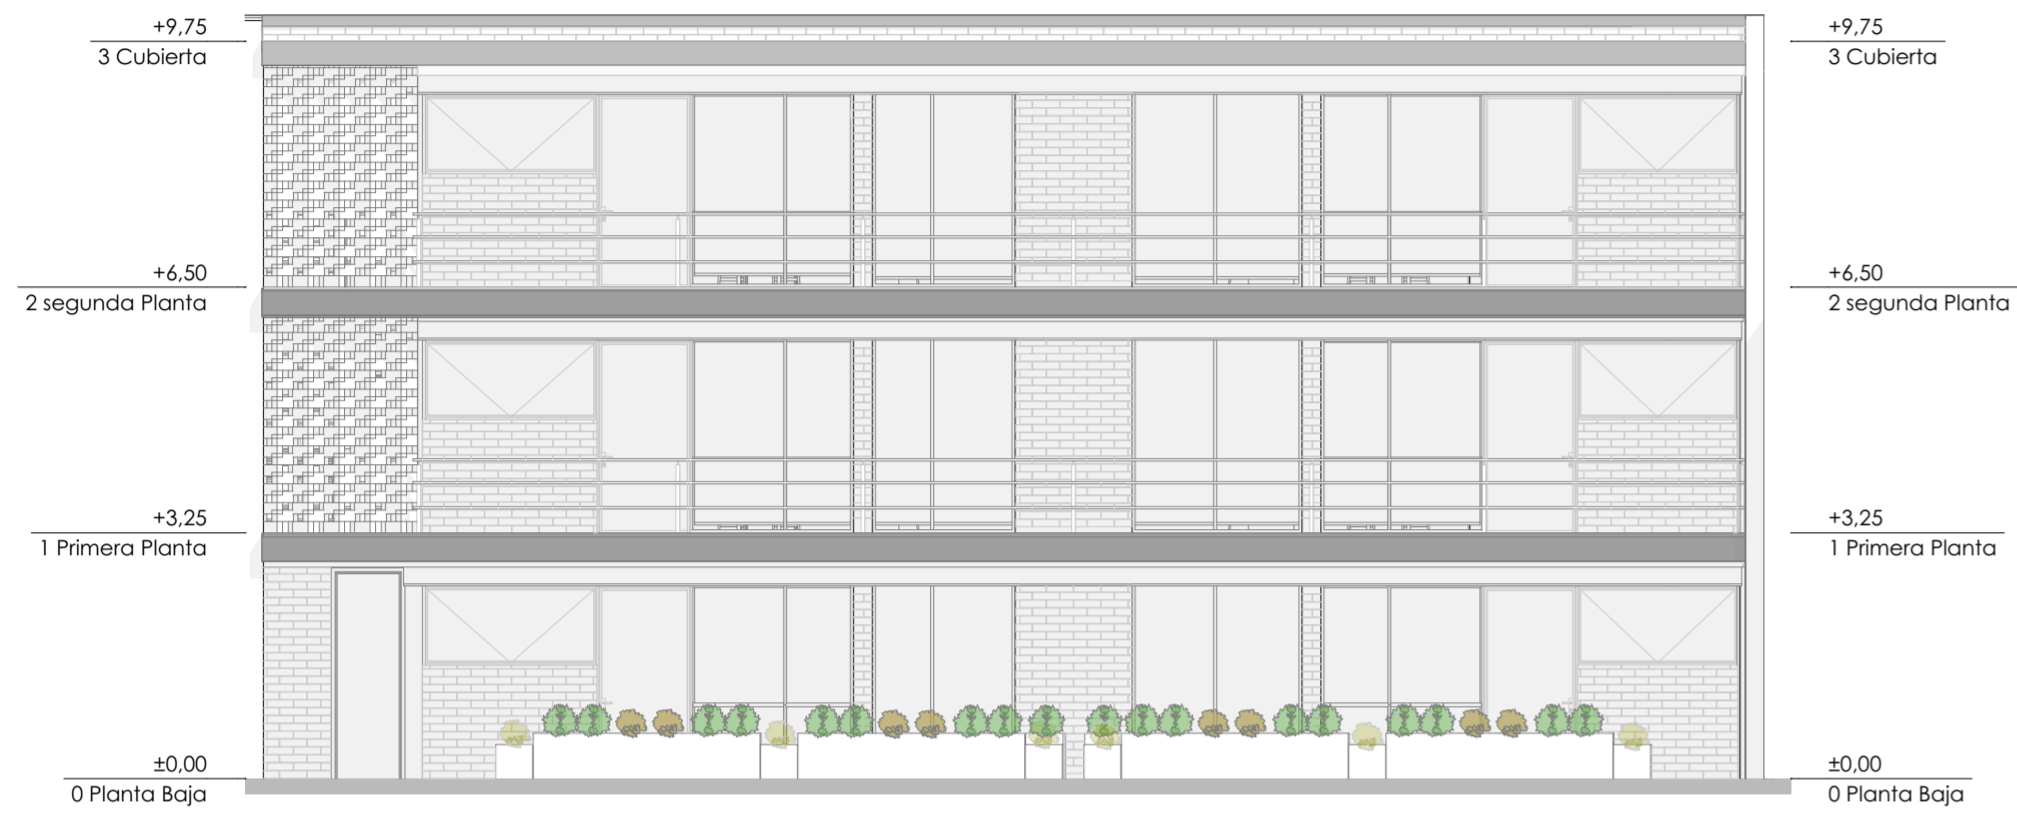 +9,75
3 Cubierta
+9,75
3 Cubierta
+6,50
2 segunda Planta
+6,50
2 segunda Planta
+3,25
1 Primera Planta
+3,25
1 Primera Planta
±0,00
0 Planta Baja
±0,00
0 Planta Baja